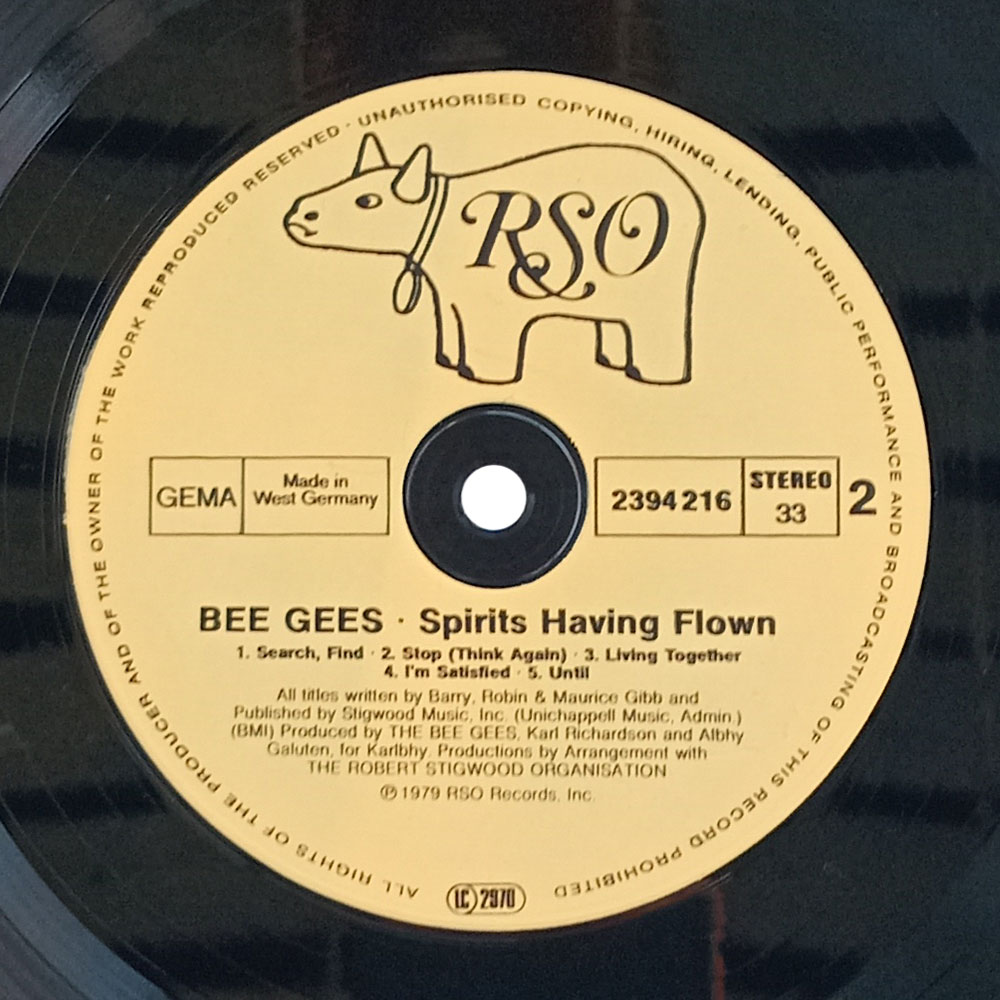 ALL RIGHTS OF THE PRODUCER AND OF THE OWNER OF THE WORK REPRODUCED RESERVED · UNAUTHORISED COPYING, HIRING, LENDING, PUBLIC PERFORMANCE AND BROADCASTING OF THIS RECORD PROHIBITED
RSO
GEMA
Made in
West Germany
2394 216
STEREO
33
2
BEE GEES · Spirits Having Flown
1. Search, Find · 2. Stop (Think Again) · 3. Living Together
4. I'm Satisfied · 5. Until
All titles written by Barry, Robin & Maurice Gibb and
Published by Stigwood Music, Inc. (Unichappell Music, Admin.)
(BMI) Produced by THE BEE GEES, Karl Richardson and Albhy
Galuten, for Karlbhy, Productions by Arrangement with
THE ROBERT STIGWOOD ORGANISATION
℗ 1979 RSO Records, Inc.
LC 2970